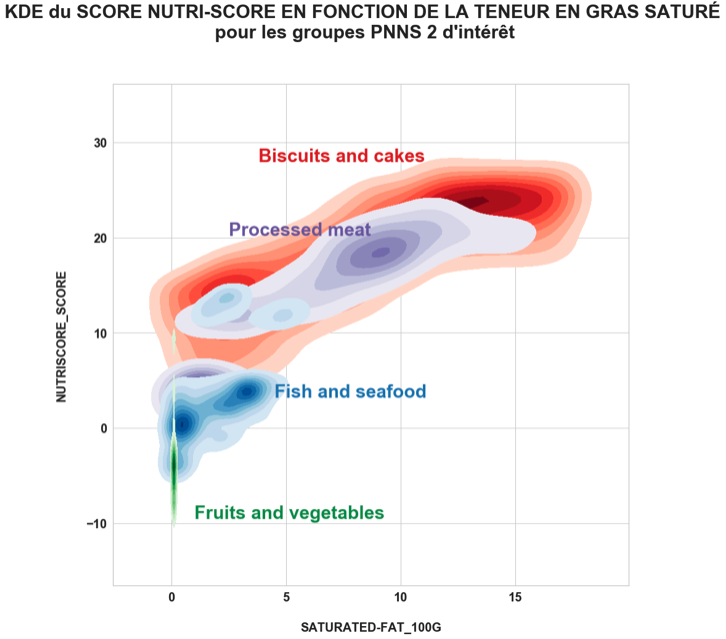 KDE du SCORE NUTRI-SCORE EN FONCTION DE LA TENEUR EN GRAS SATURÉ
pour les groupes PNNS 2 d'intérêt
30
Biscuits and cakes
Processed meat
20
NUTRISCORE_SCORE
10
Fish and seafood
0
Fruits and vegetables
−10
0 5 10 15
SATURATED-FAT_100G